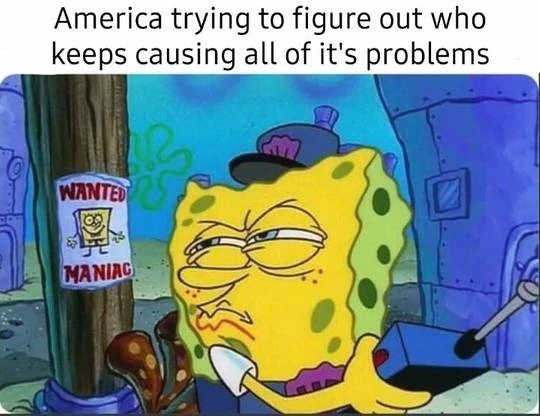 America trying to figure out who
keeps causing all of it's problems
WANTED
MANIAC